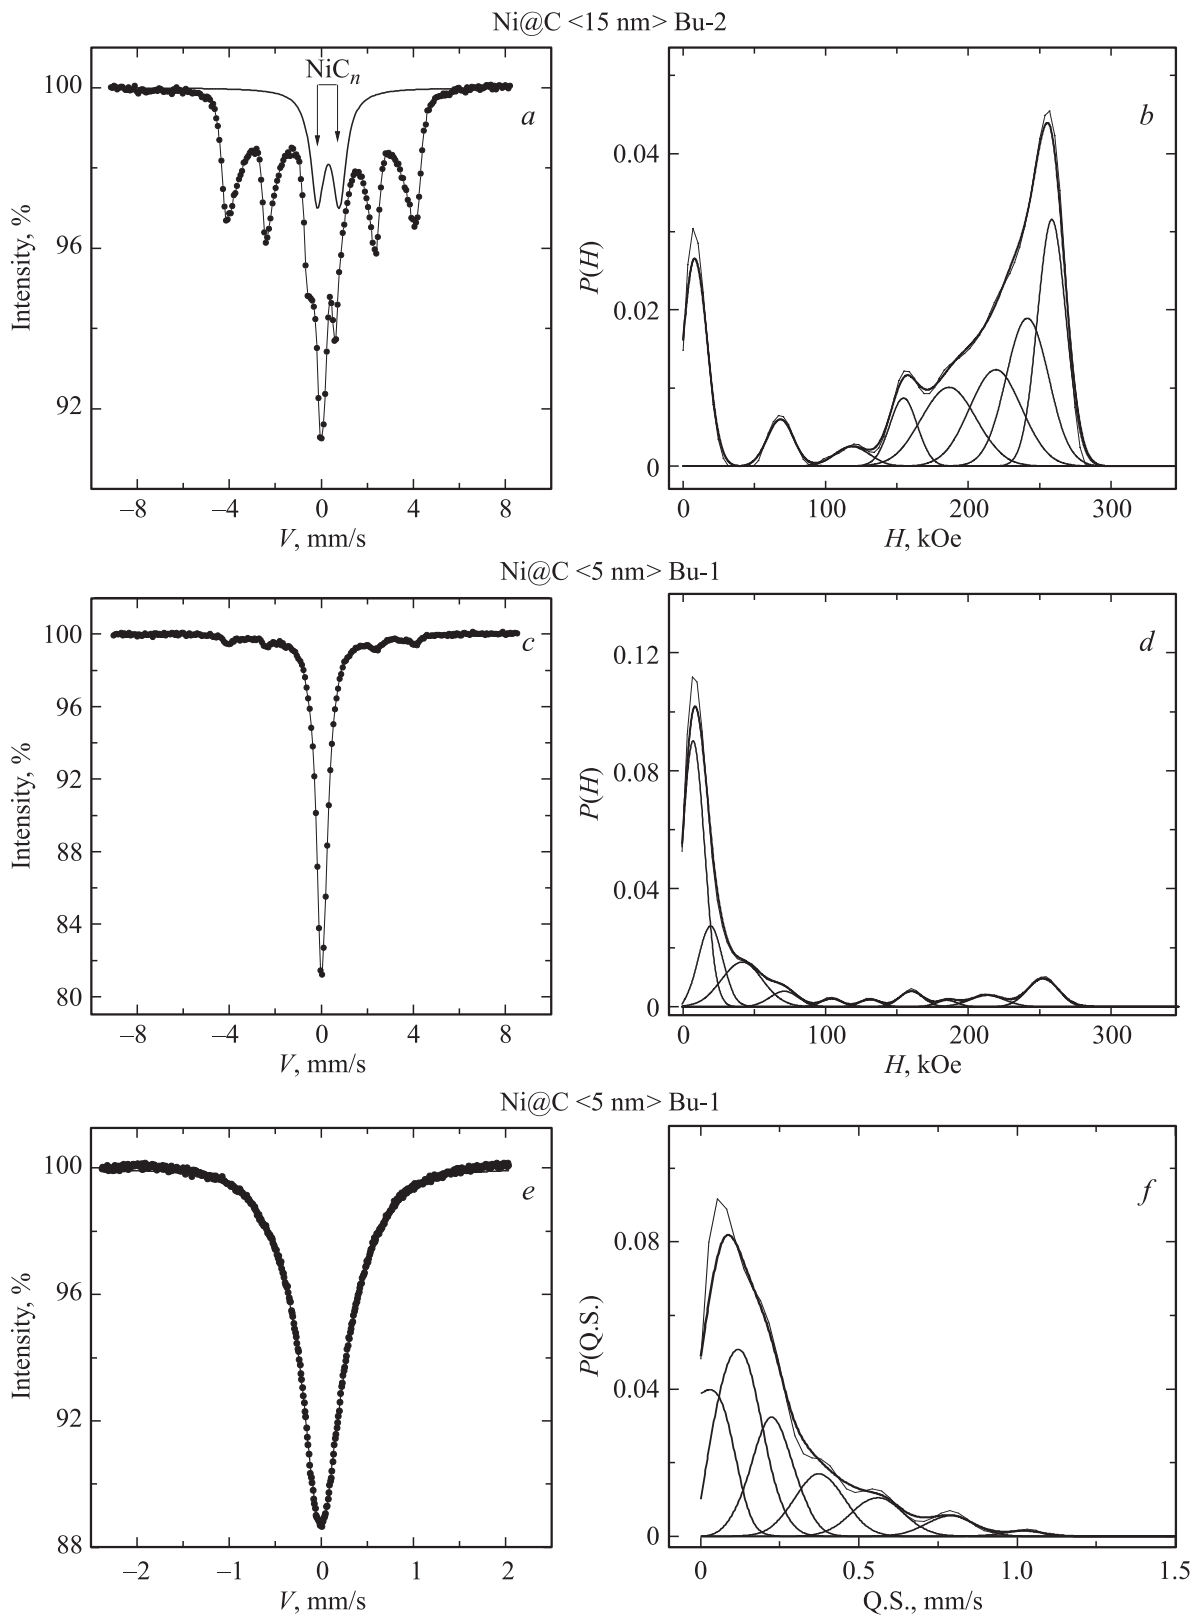 Ni@C <15 nm> Bu-2
NiCn
a
100
96
92
Intensity, %
–8 –4 0 4 8
V, mm/s
b
0.04
0.02
0
P(H)
0 100 200 300
H, kOe
Ni@C <5 nm> Bu-1
c
100
96
92
88
84
80
Intensity, %
–8 –4 0 4 8
V, mm/s
d
0.12
0.08
0.04
0
P(H)
0 100 200 300
H, kOe
Ni@C <5 nm> Bu-1
e
100
96
92
88
Intensity, %
–2 –1 0 1 2
V, mm/s
f
0.08
0.04
0
P(Q.S.)
0 0.5 1.0 1.5
Q.S., mm/s